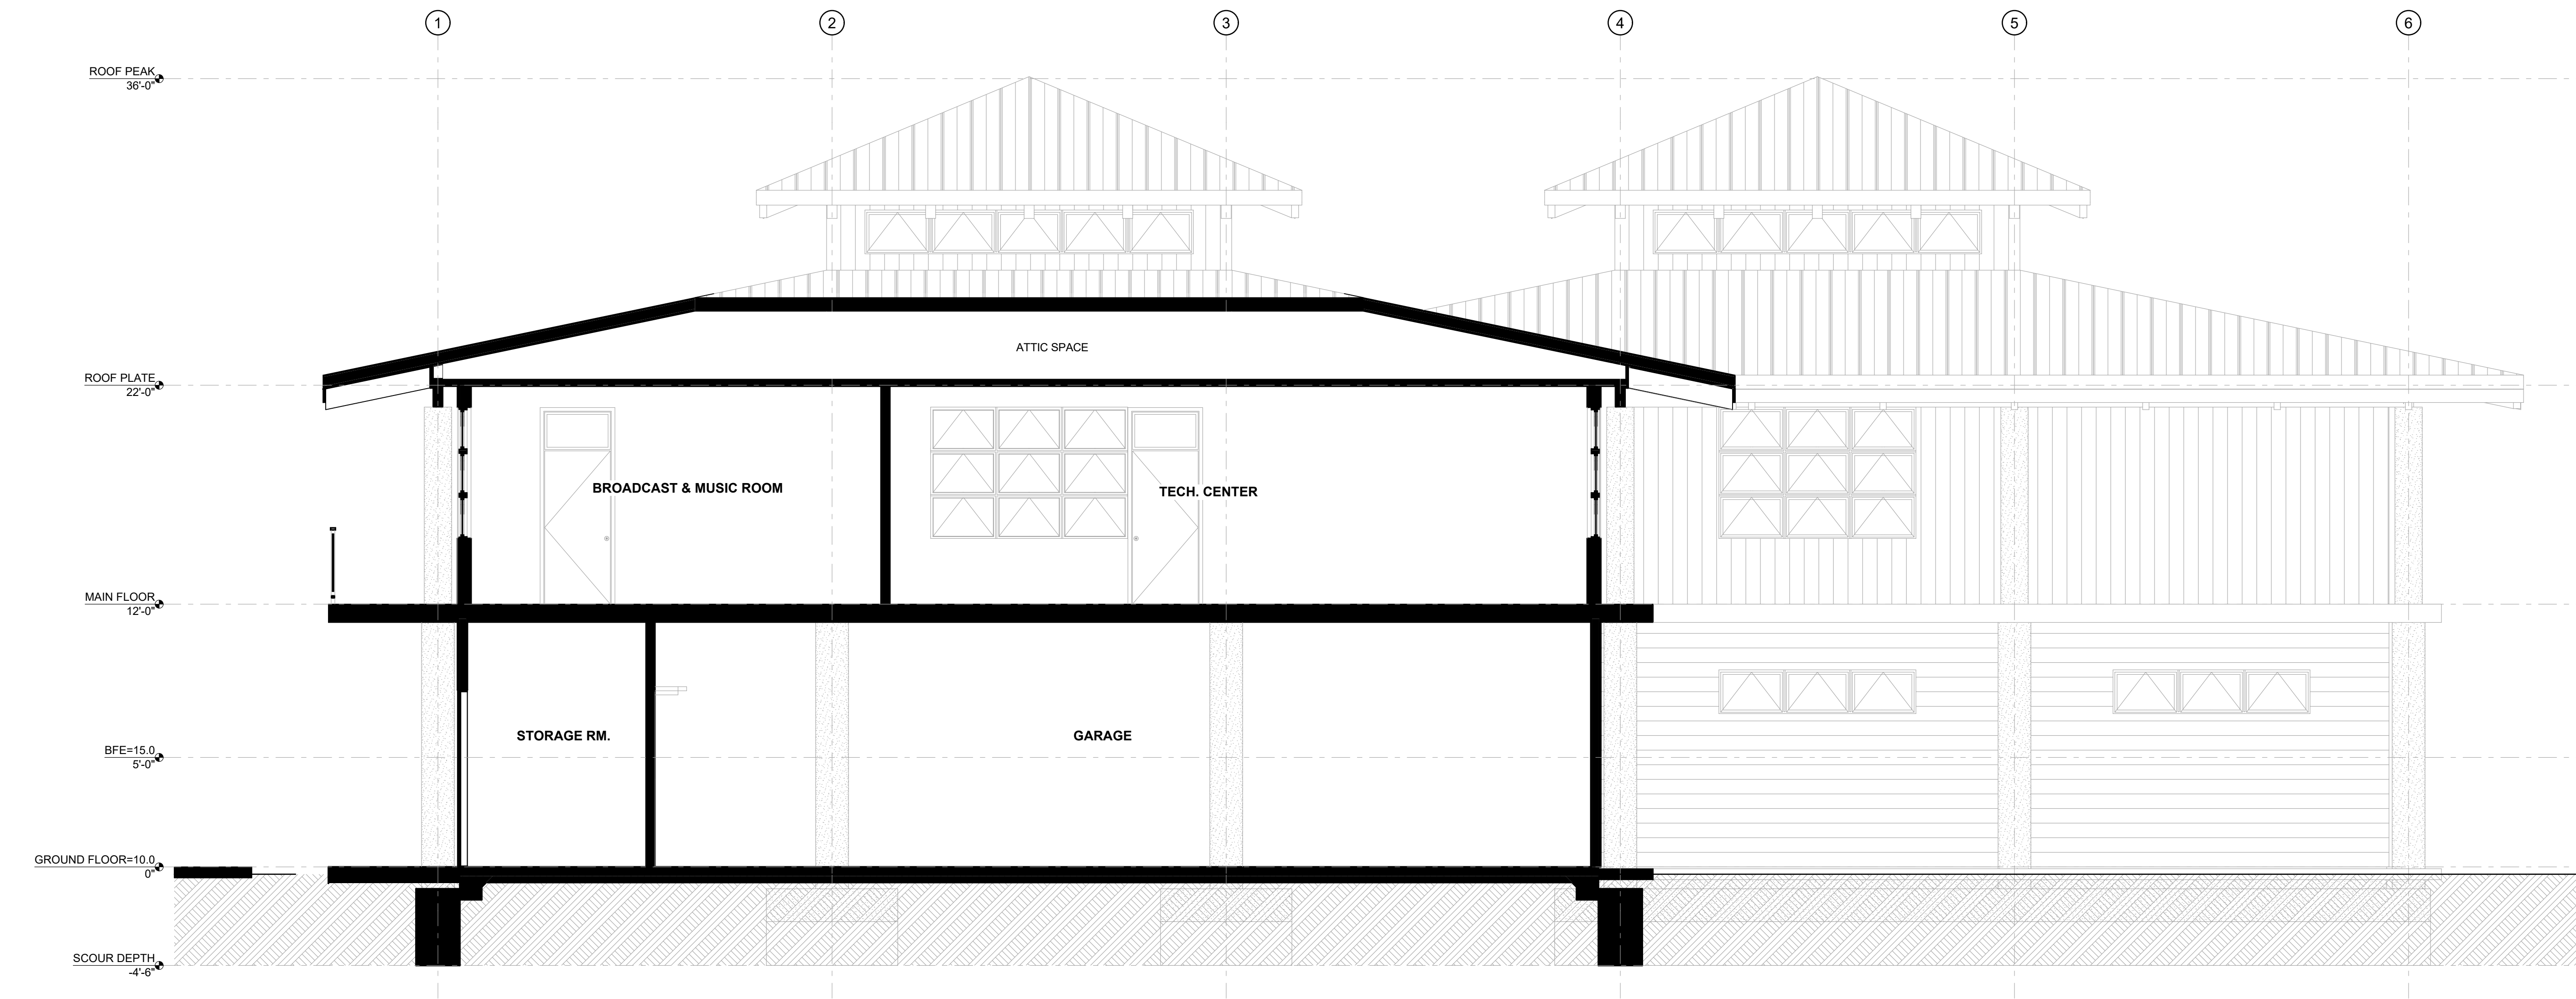 1 2 3 4 5 6
ROOF PEAK
36'-0"
ATTIC SPACE
ROOF PLATE
22'-0"
BROADCAST & MUSIC ROOM
TECH. CENTER
MAIN FLOOR
12'-0"
STORAGE RM.
GARAGE
BFE=15.0
5'-0"
GROUND FLOOR=10.0
0"
SCOUR DEPTH
-4'-6"